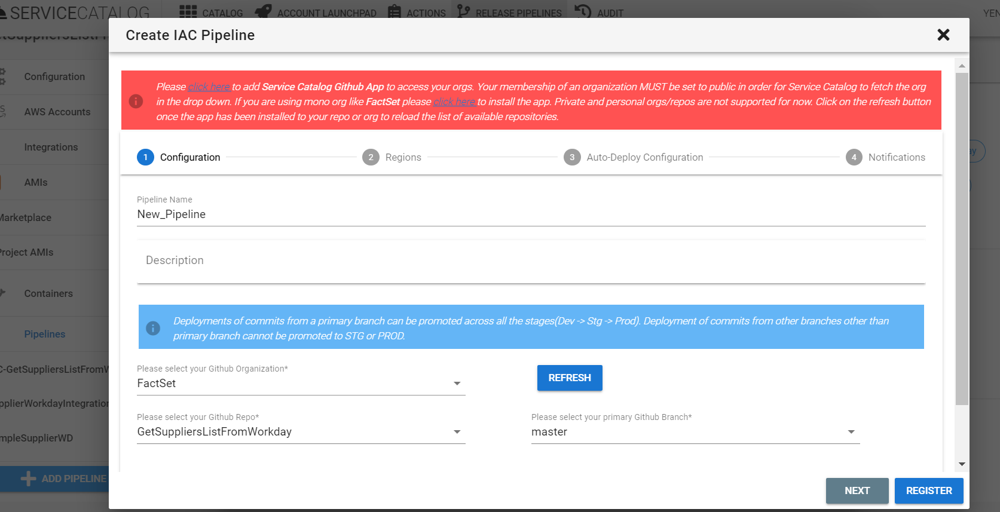 SERVICECATALOG
CATALOG
ACCOUNT LAUNCHPAD
ACTIONS
RELEASE PIPELINES
AUDIT
Create IAC Pipeline
Configuration
AWS Accounts
Integrations
AMIs
Marketplace
Project AMIs
Containers
Pipelines
ADD PIPELINE
Please click here to add Service Catalog Github App to access your orgs. Your membership of an organization MUST be set to public in order for Service Catalog to fetch the org
in the drop down. If you are using mono org like FactSet please click here to install the app. Private and personal orgs/repos are not supported for now. Click on the refresh button
once the app has been installed to your repo or org to reload the list of available repositories.
1 Configuration
2 Regions
3 Auto-Deploy Configuration
4 Notifications
Pipeline Name
New_Pipeline
Description
Deployments of commits from a primary branch can be promoted across all the stages(Dev -> Stg -> Prod). Deployment of commits from other branches other than
primary branch cannot be promoted to STG or PROD.
Please select your Github Organization*
FactSet
REFRESH
Please select your Github Repo*
GetSuppliersListFromWorkday
Please select your primary Github Branch*
master
NEXT
REGISTER